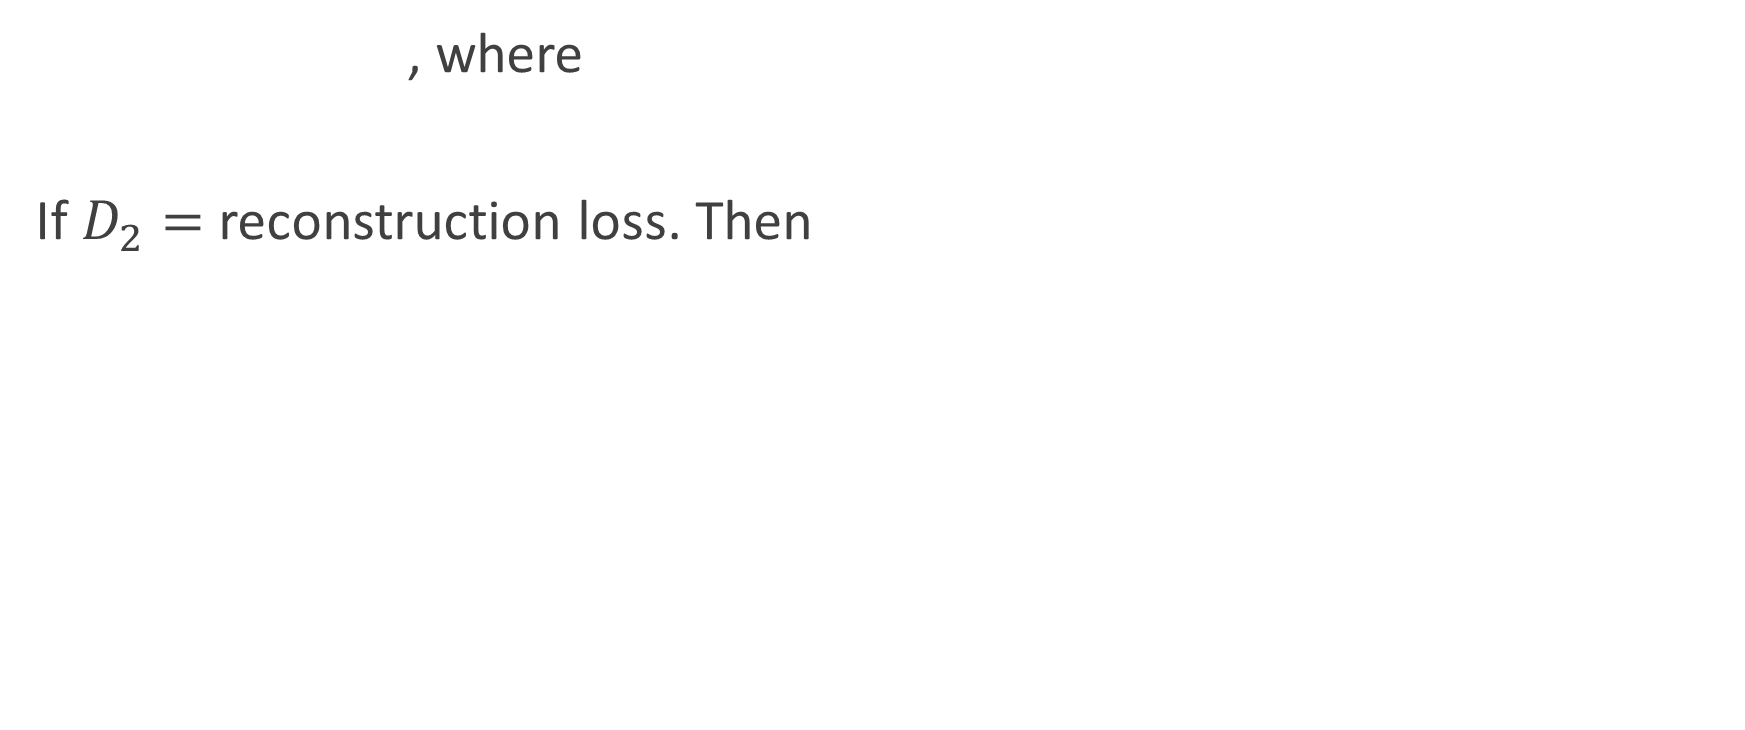 , where
If D₂ = reconstruction loss. Then